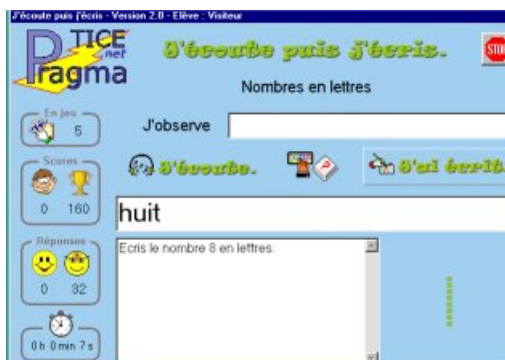 J'écoute puis j'écris - Version 2.0 - Elève : Visiteur
TICE
.net
Pragma
J'écoute puis j'écris.
STOP
Nombres en lettres
En jeu
5
J'observe
Scores
0 160
J'écoute.
J'ai écrit.
huit
Réponses
0 32
Ecris le nombre 8 en lettres.
0 h 0 min 7 s